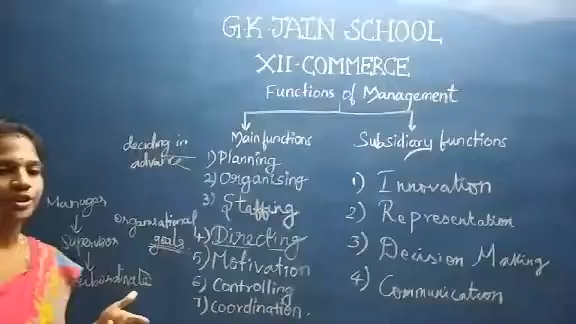 G.K. JAIN SCHOOL
XII-COMMERCE
Functions of Management
Main functions
1) Planning
2) Organising
3) Staffing
4) Directing
5) Motivation
6) Controlling
7) Coordination.
Subsidiary functions
1) Innovation
2) Representation
3) Decision Making
4) Communication
deciding in
advance
Organisational
goals
Manager
Supervisor
Subordinate